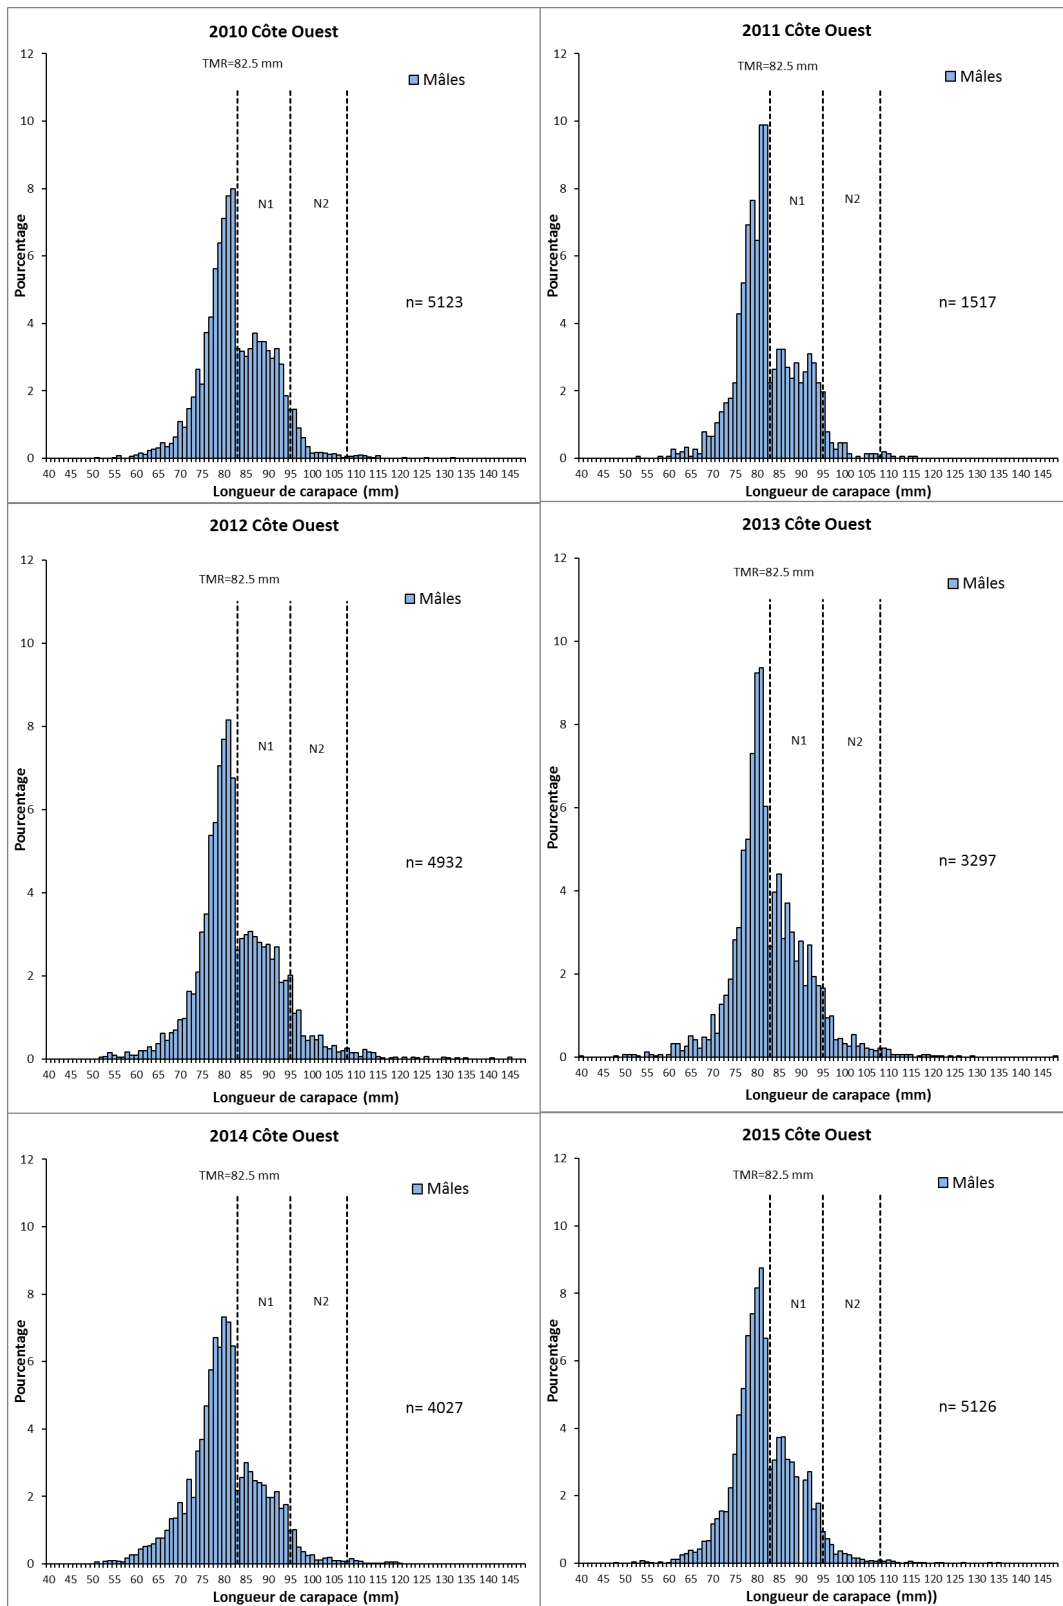 2010 Côte Ouest
12
TMR=82.5 mm
Mâles
10
8
N1 N2
6
n= 5123
4
2
0
Pourcentage
40 45 50 55 60 65 70 75 80 85 90 95 100 105 110 115 120 125 130 135 140 145
Longueur de carapace (mm)
2011 Côte Ouest
12
TMR=82.5 mm
Mâles
10
8
N1 N2
6
n= 1517
4
2
0
Pourcentage
40 45 50 55 60 65 70 75 80 85 90 95 100 105 110 115 120 125 130 135 140 145
Longueur de carapace (mm)
2012 Côte Ouest
12
TMR=82.5 mm
Mâles
10
8
N1 N2
6
n= 4932
4
2
0
Pourcentage
40 45 50 55 60 65 70 75 80 85 90 95 100 105 110 115 120 125 130 135 140 145
Longueur de carapace (mm)
2013 Côte Ouest
12
TMR=82.5 mm
Mâles
10
8
N1 N2
6
n= 3297
4
2
0
Pourcentage
40 45 50 55 60 65 70 75 80 85 90 95 100 105 110 115 120 125 130 135 140 145
Longueur de carapace (mm)
2014 Côte Ouest
12
TMR=82.5 mm
Mâles
10
8
N1 N2
6
n= 4027
4
2
0
Pourcentage
40 45 50 55 60 65 70 75 80 85 90 95 100 105 110 115 120 125 130 135 140 145
Longueur de carapace (mm)
2015 Côte Ouest
12
TMR=82.5 mm
Mâles
10
8
N1 N2
6
n= 5126
4
2
0
Pourcentage
40 45 50 55 60 65 70 75 80 85 90 95 100 105 110 115 120 125 130 135 140 145
Longueur de carapace (mm))